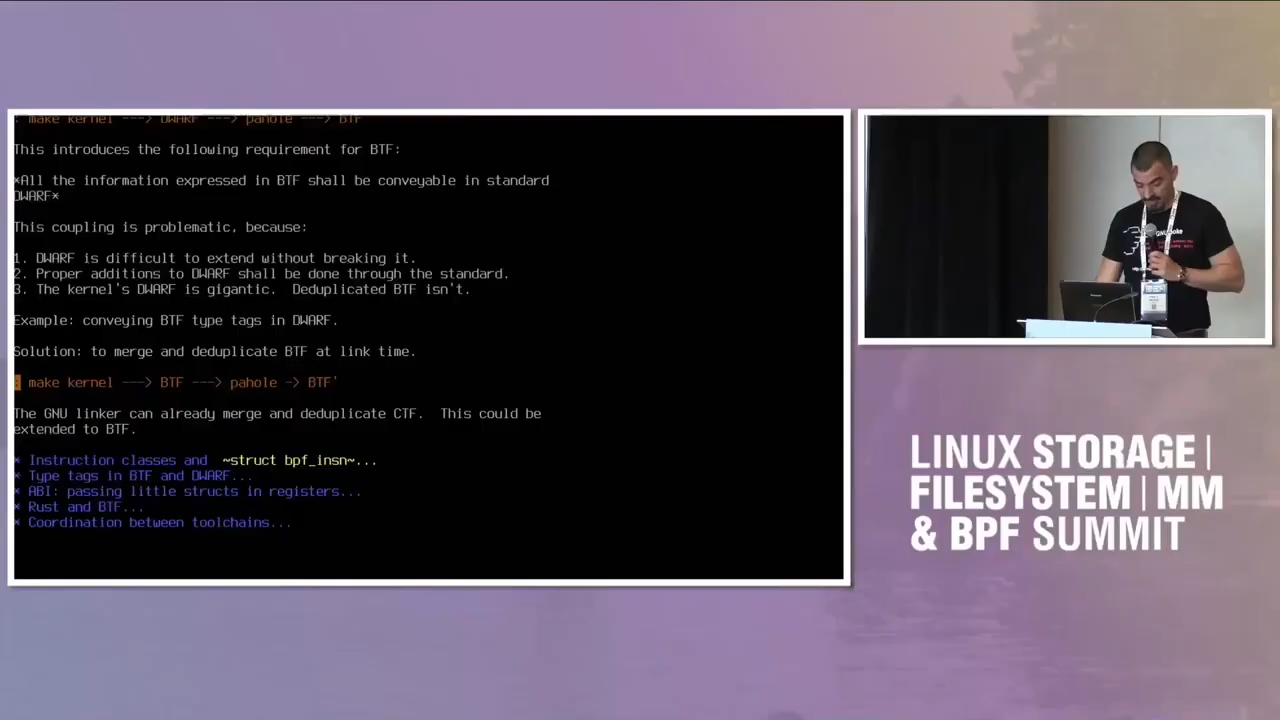 : make kernel ---> DWARF ---> pahole ---> BTF
This introduces the following requirement for BTF:
*All the information expressed in BTF shall be conveyable in standard
DWARF*
This coupling is problematic, because:
1. DWARF is difficult to extend without breaking it.
2. Proper additions to DWARF shall be done through the standard.
3. The kernel's DWARF is gigantic.  Deduplicated BTF isn't.
Example: conveying BTF type tags in DWARF.
Solution: to merge and deduplicate BTF at link time.
: make kernel ---> BTF ---> pahole -> BTF'
The GNU linker can already merge and deduplicate CTF.  This could be
extended to BTF.
* Instruction classes and  ~struct bpf_insn~...
* Type tags in BTF and DWARF...
* ABI: passing little structs in registers...
* Rust and BTF...
* Coordination between toolchains...
LINUX STORAGE |
FILESYSTEM | MM
& BPF SUMMIT